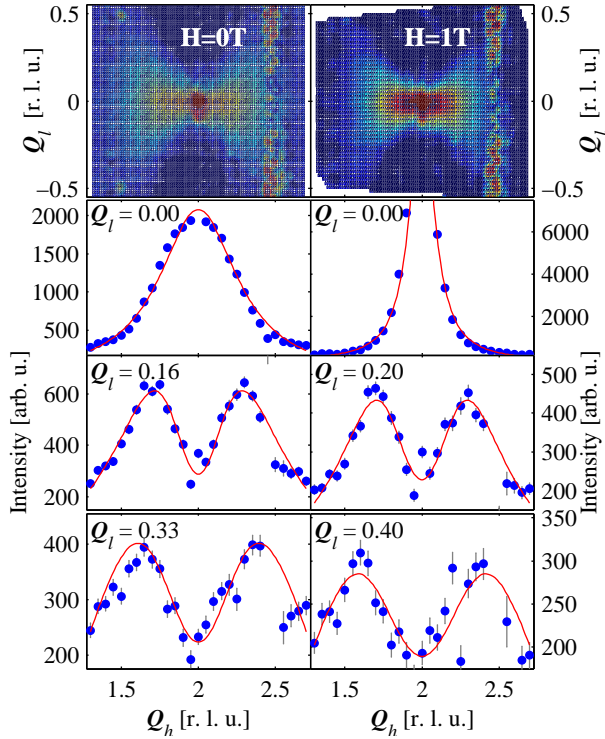 0.5
0
−0.5
Q_l [r. l. u.]
H=0T
H=1T
0.5
0
−0.5
Q_l [r. l. u.]
2000
1500
1000
500
Q_l = 0.00
Q_l = 0.00
6000
4000
2000
Intensity [arb. u.]
600
400
200
Q_l = 0.16
Q_l = 0.20
500
400
300
200
Intensity [arb. u.]
400
300
200
Q_l = 0.33
Q_l = 0.40
350
300
250
200
1.5 2 2.5
1.5 2 2.5
Q_h [r. l. u.]
Q_h [r. l. u.]